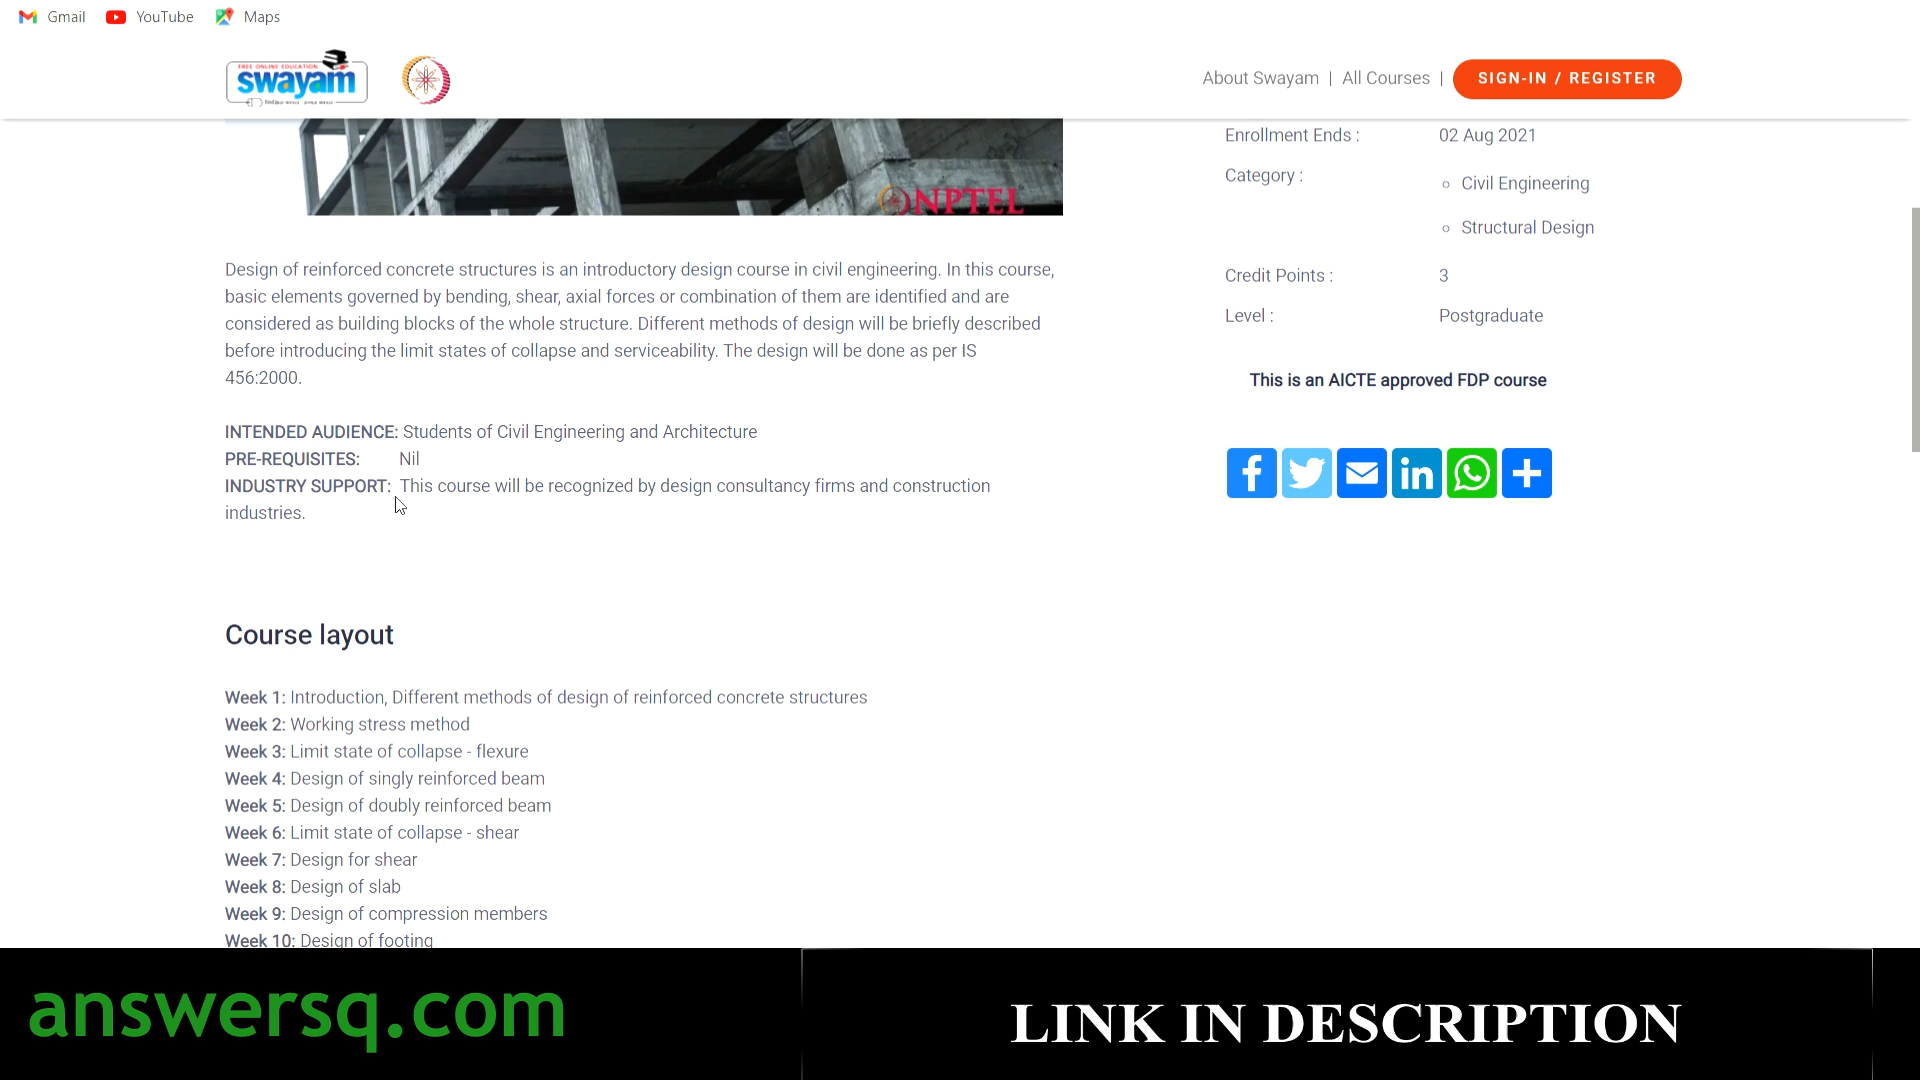 Gmail YouTube Maps
FREE ONLINE EDUCATION
swayam
About Swayam | All Courses | SIGN-IN / REGISTER
NPTEL
Enrollment Ends : 02 Aug 2021
Category :
Civil Engineering
Structural Design
Credit Points : 3
Level : Postgraduate
This is an AICTE approved FDP course
Design of reinforced concrete structures is an introductory design course in civil engineering. In this course,
basic elements governed by bending, shear, axial forces or combination of them are identified and are
considered as building blocks of the whole structure. Different methods of design will be briefly described
before introducing the limit states of collapse and serviceability. The design will be done as per IS
456:2000.
INTENDED AUDIENCE: Students of Civil Engineering and Architecture
PRE-REQUISITES: Nil
INDUSTRY SUPPORT: This course will be recognized by design consultancy firms and construction
industries.
Course layout
Week 1: Introduction, Different methods of design of reinforced concrete structures
Week 2: Working stress method
Week 3: Limit state of collapse - flexure
Week 4: Design of singly reinforced beam
Week 5: Design of doubly reinforced beam
Week 6: Limit state of collapse - shear
Week 7: Design for shear
Week 8: Design of slab
Week 9: Design of compression members
Week 10: Design of footing
answersq.com
LINK IN DESCRIPTION